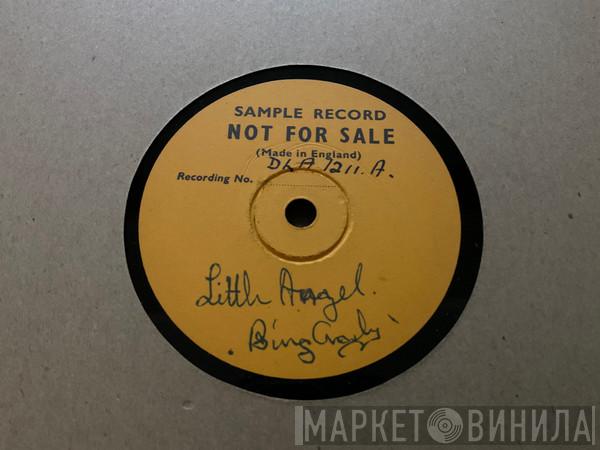 SAMPLE RECORD
NOT FOR SALE
(Made in England)
Recording No. DLA 1211.A.
Little Angel.
. Bing Crosby
МАРКЕТ ВИНИЛА